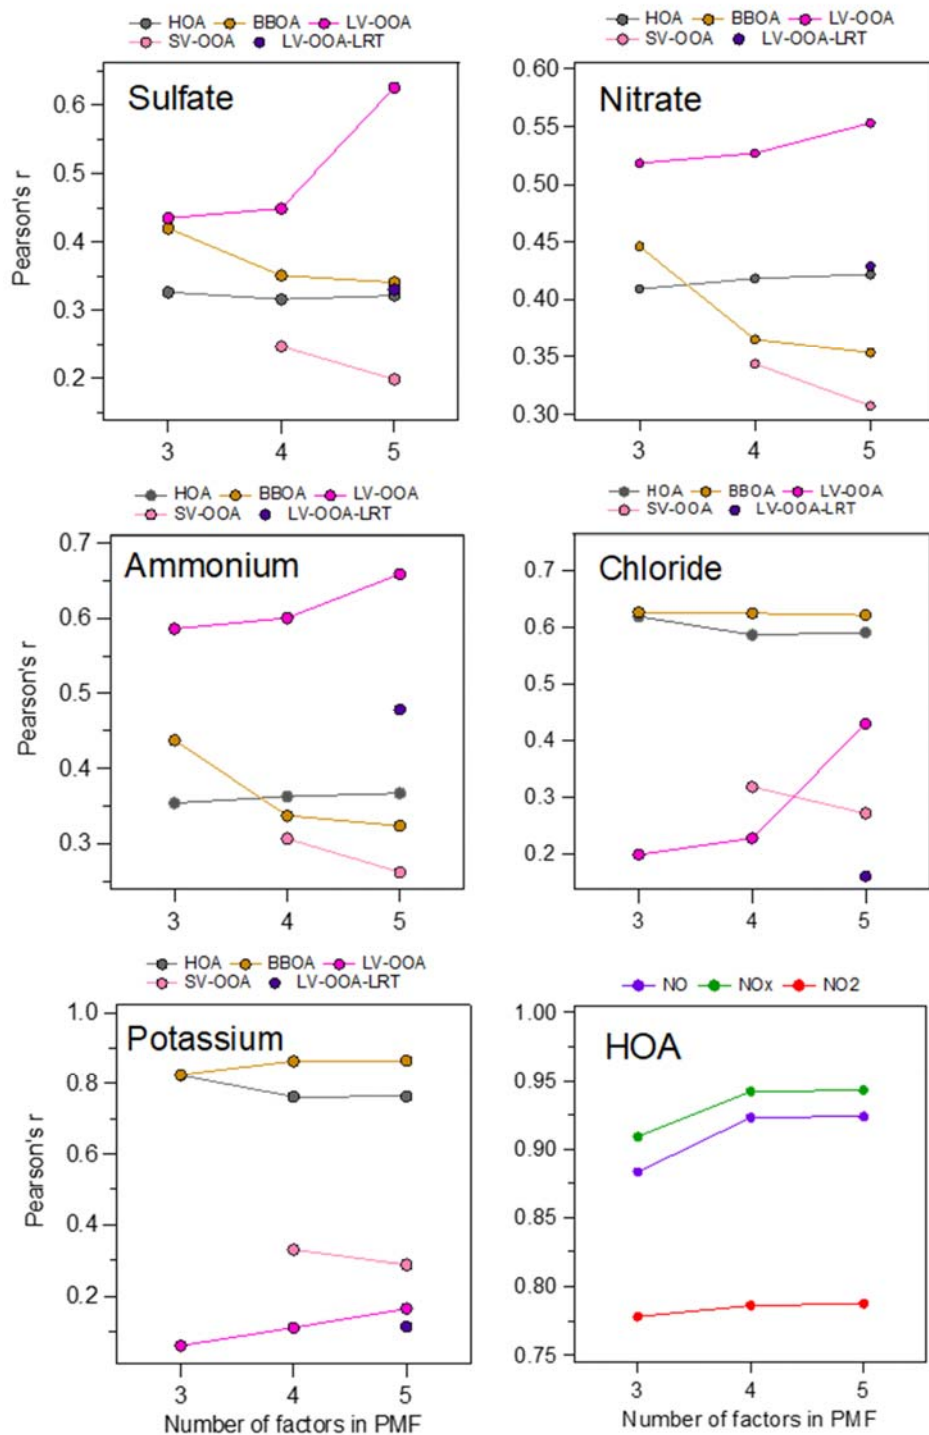 HOA BBOA LV-OOA
SV-OOA LV-OOA-LRT
Sulfate
Pearson's r
0.6
0.5
0.4
0.3
0.2
3 4 5
HOA BBOA LV-OOA
SV-OOA LV-OOA-LRT
Nitrate
0.60
0.55
0.50
0.45
0.40
0.35
0.30
3 4 5
HOA BBOA LV-OOA
SV-OOA LV-OOA-LRT
Ammonium
Pearson's r
0.7
0.6
0.5
0.4
0.3
3 4 5
HOA BBOA LV-OOA
SV-OOA LV-OOA-LRT
Chloride
0.7
0.6
0.5
0.4
0.3
0.2
3 4 5
HOA BBOA LV-OOA
SV-OOA LV-OOA-LRT
Potassium
Pearson's r
1.0
0.8
0.6
0.4
0.2
3 4 5
Number of factors in PMF
NO NOx NO2
HOA
1.00
0.95
0.90
0.85
0.80
0.75
3 4 5
Number of factors in PMF